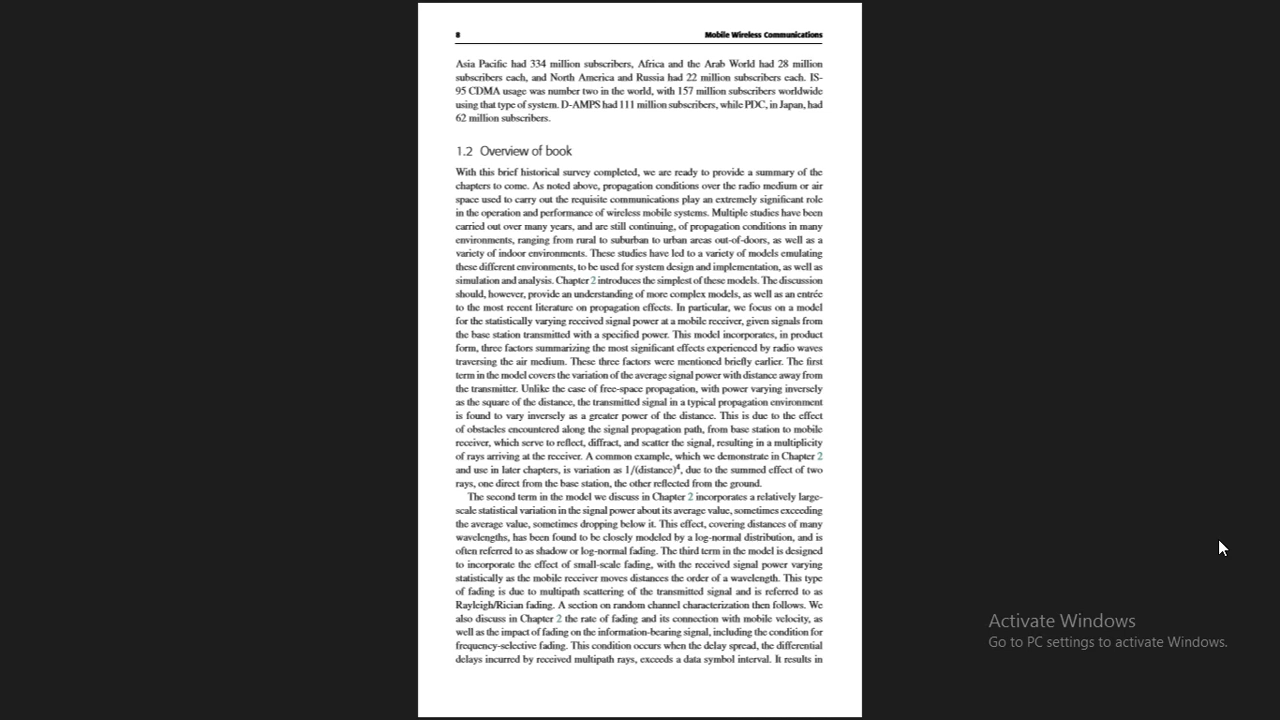 8 Mobile Wireless Communications
Asia Pacific had 334 million subscribers, Africa and the Arab World had 28 million
subscribers each, and North America and Russia had 22 million subscribers each. IS-
95 CDMA usage was number two in the world, with 157 million subscribers worldwide
using that type of system. D-AMPS had 111 million subscribers, while PDC, in Japan, had
62 million subscribers.
1.2 Overview of book
With this brief historical survey completed, we are ready to provide a summary of the
chapters to come. As noted above, propagation conditions over the radio medium or air
space used to carry out the requisite communications play an extremely significant role
in the operation and performance of wireless mobile systems. Multiple studies have been
carried out over many years, and are still continuing, of propagation conditions in many
environments, ranging from rural to suburban to urban areas out-of-doors, as well as a
variety of indoor environments. These studies have led to a variety of models emulating
these different environments, to be used for system design and implementation, as well as
simulation and analysis. Chapter 2 introduces the simplest of these models. The discussion
should, however, provide an understanding of more complex models, as well as an entrée
to the most recent literature on propagation effects. In particular, we focus on a model
for the statistically varying received signal power at a mobile receiver, given signals from
the base station transmitted with a specified power. This model incorporates, in product
form, three factors summarizing the most significant effects experienced by radio waves
traversing the air medium. These three factors were mentioned briefly earlier. The first
term in the model covers the variation of the average signal power with distance away from
the transmitter. Unlike the case of free-space propagation, with power varying inversely
as the square of the distance, the transmitted signal in a typical propagation environment
is found to vary inversely as a greater power of the distance. This is due to the effect
of obstacles encountered along the signal propagation path, from base station to mobile
receiver, which serve to reflect, diffract, and scatter the signal, resulting in a multiplicity
of rays arriving at the receiver. A common example, which we demonstrate in Chapter 2
and use in later chapters, is variation as 1/(distance)⁴, due to the summed effect of two
rays, one direct from the base station, the other reflected from the ground.
The second term in the model we discuss in Chapter 2 incorporates a relatively large-
scale statistical variation in the signal power about its average value, sometimes exceeding
the average value, sometimes dropping below it. This effect, covering distances of many
wavelengths, has been found to be closely modeled by a log-normal distribution, and is
often referred to as shadow or log-normal fading. The third term in the model is designed
to incorporate the effect of small-scale fading, with the received signal power varying
statistically as the mobile receiver moves distances the order of a wavelength. This type
of fading is due to multipath scattering of the transmitted signal and is referred to as
Rayleigh/Rician fading. A section on random channel characterization then follows. We
also discuss in Chapter 2 the rate of fading and its connection with mobile velocity, as
well as the impact of fading on the information-bearing signal, including the condition for
frequency-selective fading. This condition occurs when the delay spread, the differential
delays incurred by received multipath rays, exceeds a data symbol interval. It results in
Activate Windows
Go to PC settings to activate Windows.